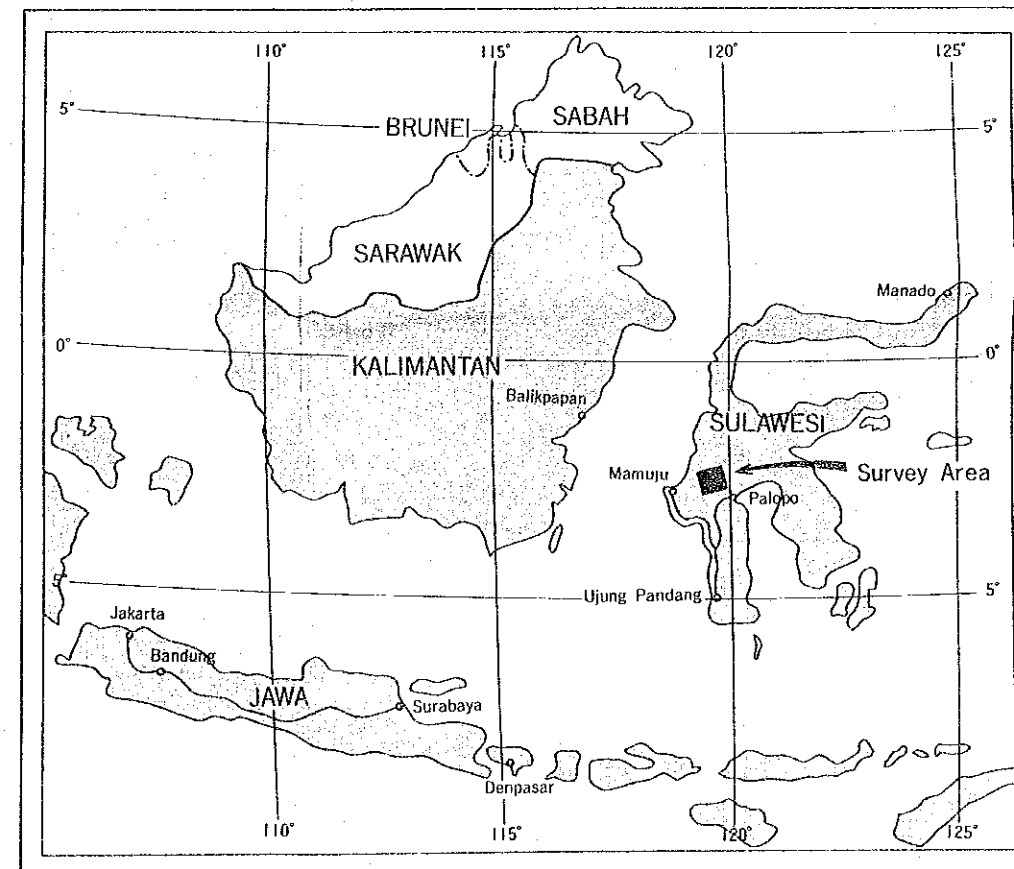 110°
115°
120°
125°
5°
BRUNEI
SABAH
5°
SARAWAK
Manado
0°
KALIMANTAN
0°
Balikpapan
SULAWESI
Mamuju
Survey Area
Palopo
5°
Ujung Pandang
5°
Jakarta
Bandung
JAWA
Surabaya
Denpasar
110°
115°
120°
125°